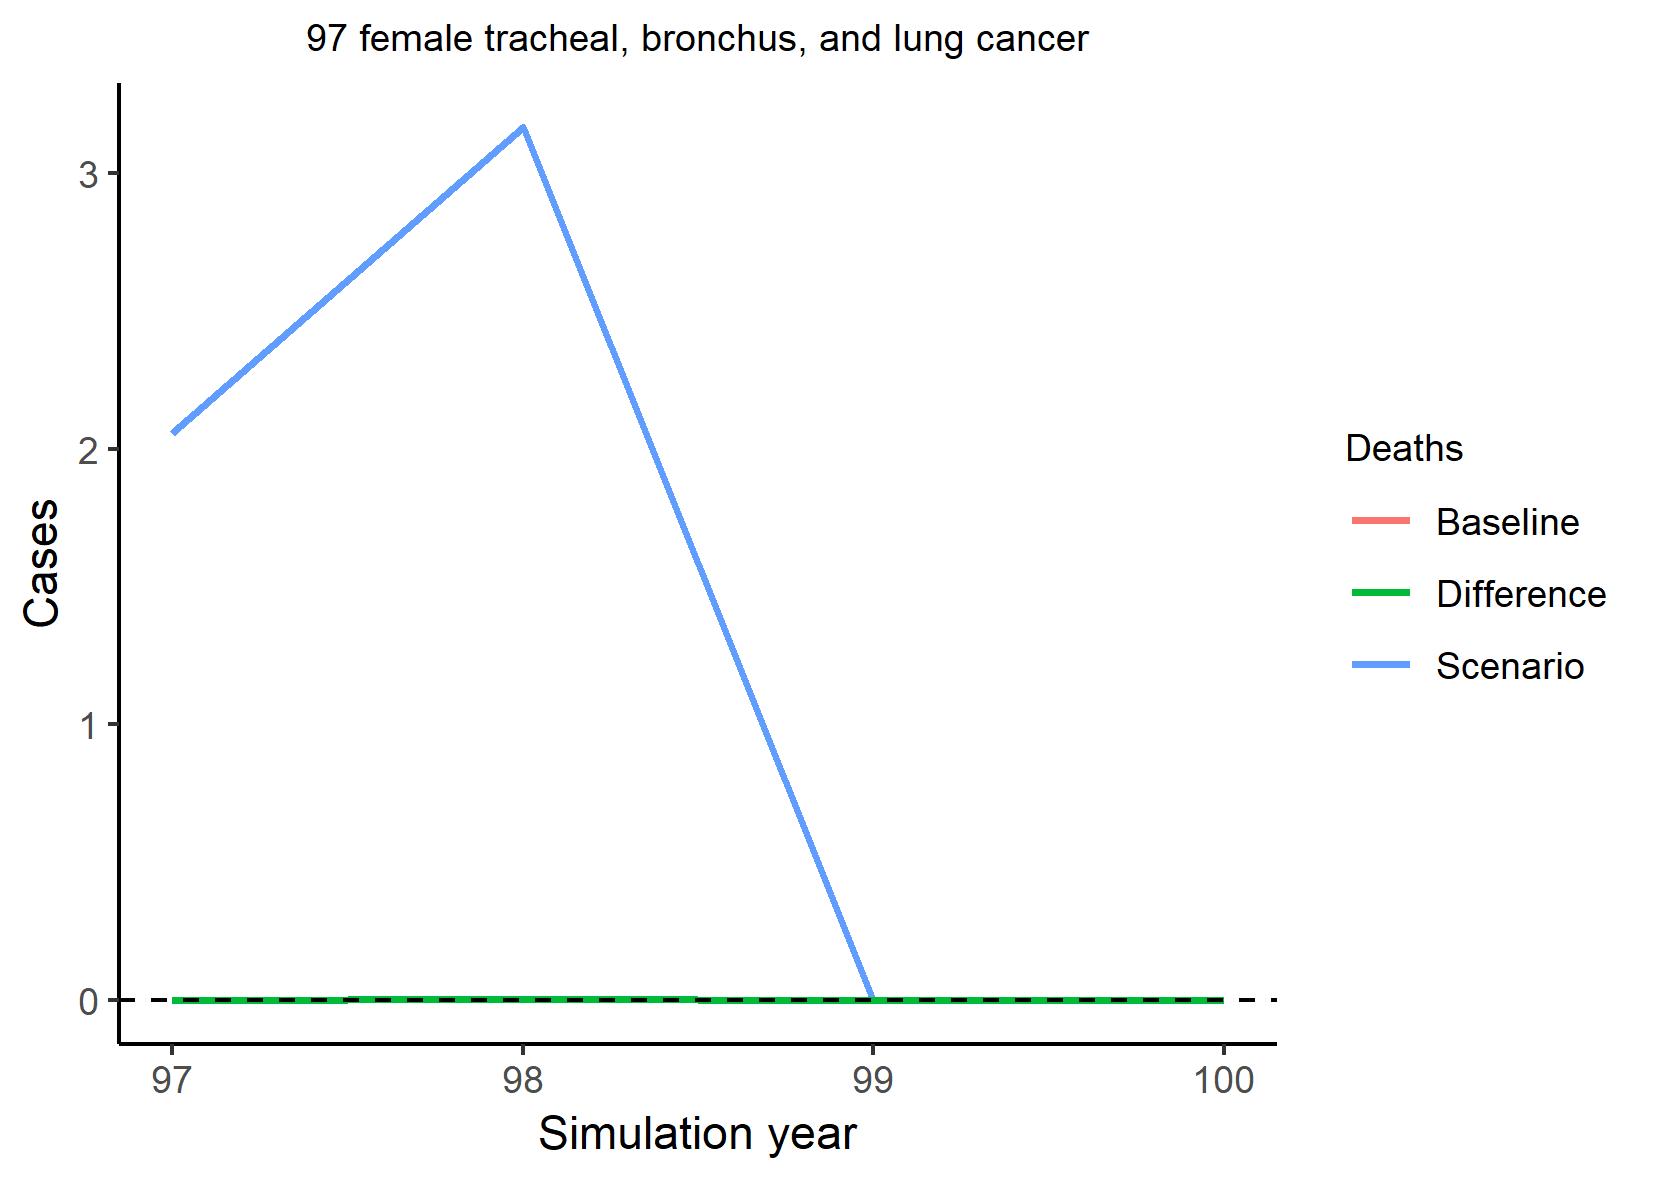 97 female tracheal, bronchus, and lung cancer
3
2
1
0
Cases
97 98 99 100
Simulation year
Deaths
Baseline
Difference
Scenario